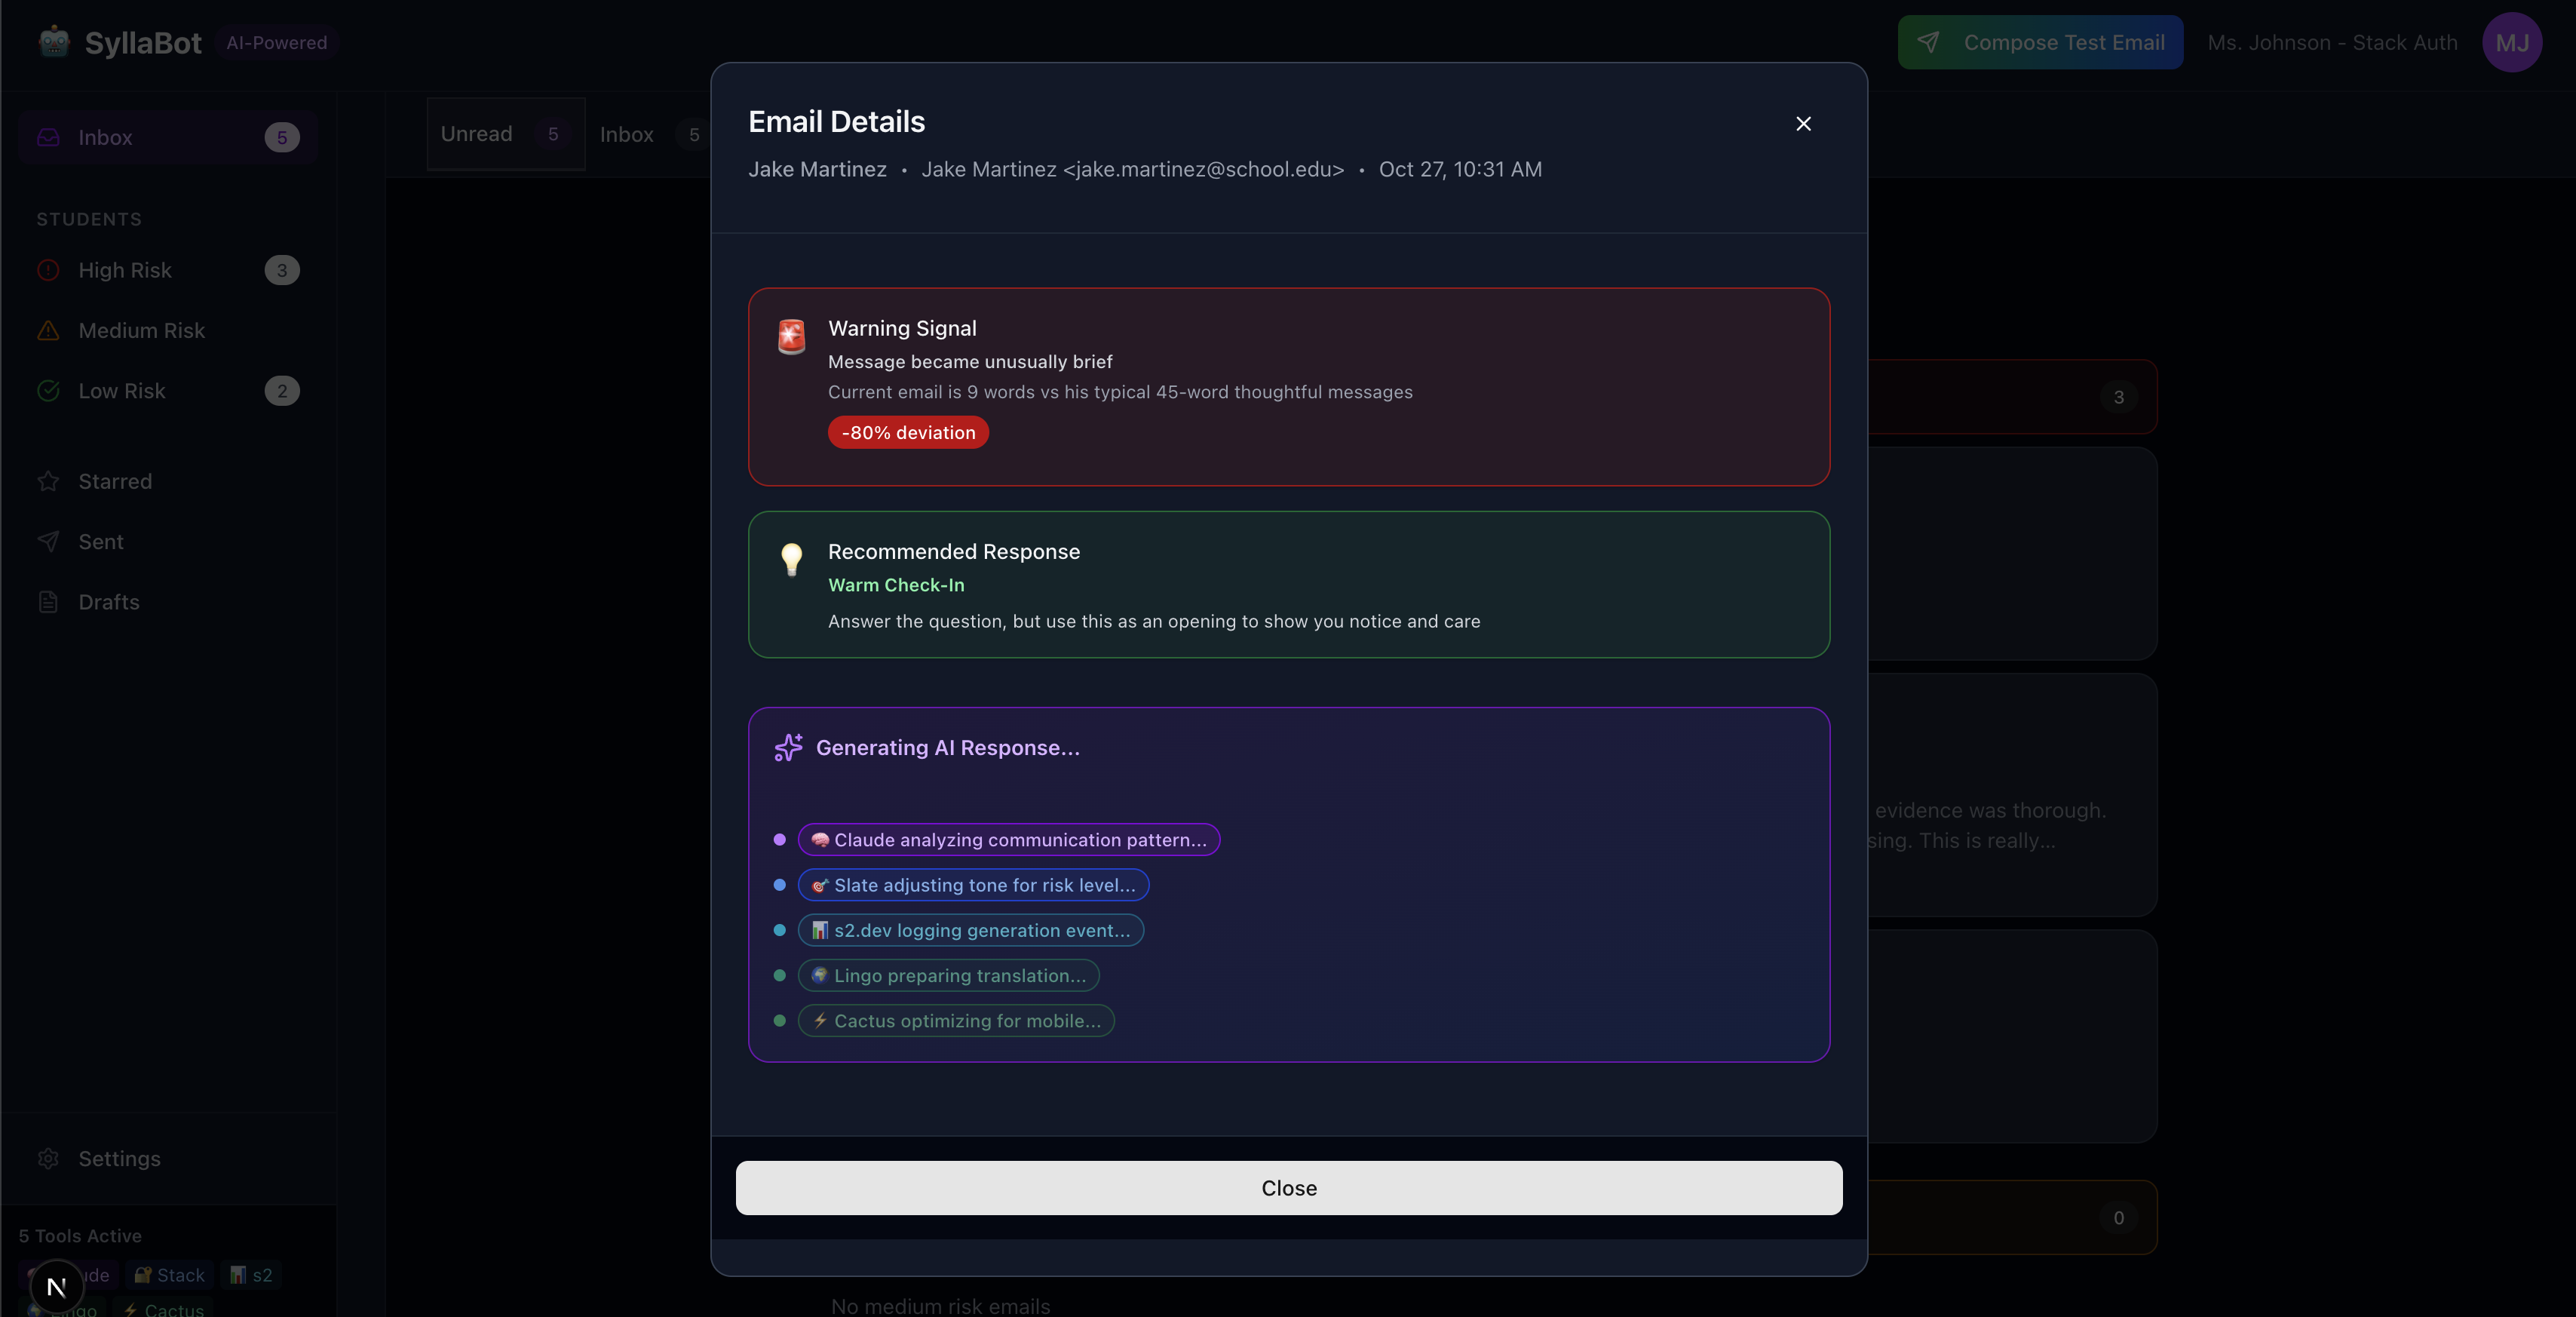 SyllaBot AI-Powered
Compose Test Email
Ms. Johnson - Stack Auth
MJ
Inbox 5
STUDENTS
High Risk 3
Medium Risk
Low Risk 2
Starred
Sent
Drafts
Settings
5 Tools Active
Stack
s2
Cactus
N
Unread 5
Inbox 5
Email Details
Jake Martinez • Jake Martinez <jake.martinez@school.edu> • Oct 27, 10:31 AM
Warning Signal
Message became unusually brief
Current email is 9 words vs his typical 45-word thoughtful messages
-80% deviation
Recommended Response
Warm Check-In
Answer the question, but use this as an opening to show you notice and care
Generating AI Response...
Claude analyzing communication pattern...
Slate adjusting tone for risk level...
s2.dev logging generation event...
Lingo preparing translation...
Cactus optimizing for mobile...
Close
3
evidence was thorough.
sing. This is really...
0
No medium risk emails